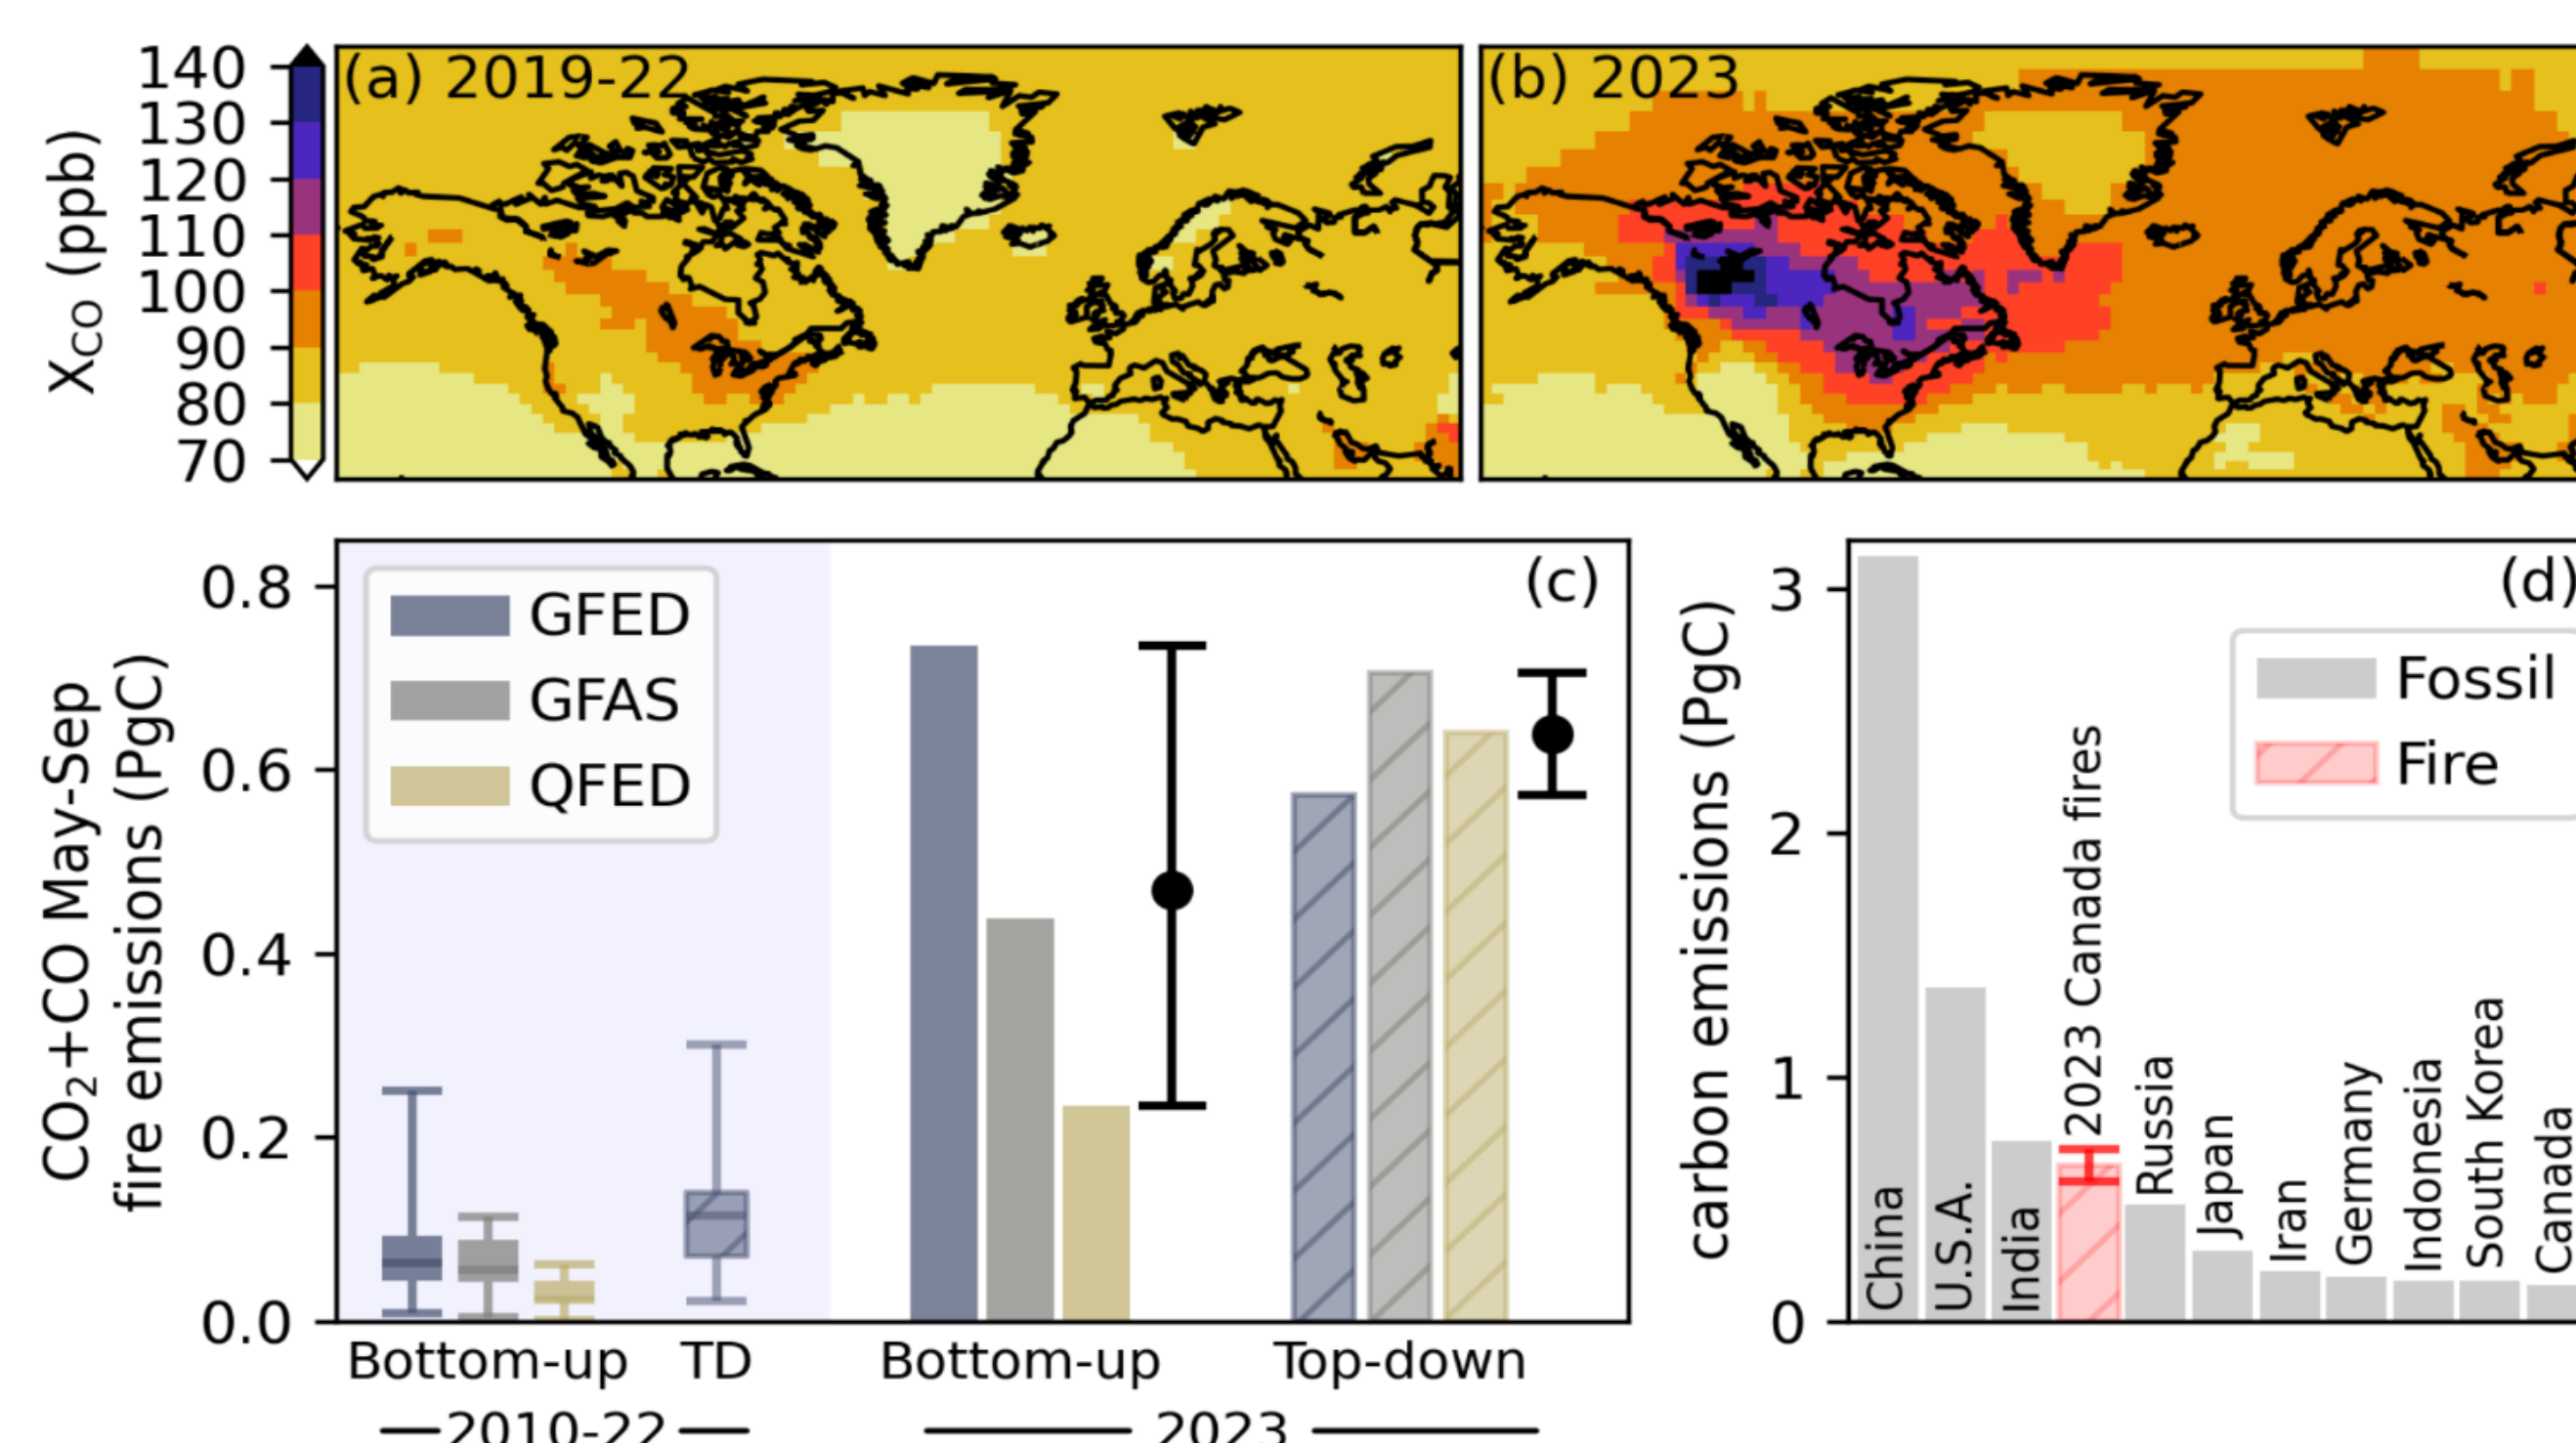 (a) 2019-22
(b) 2023
140
130
120
110
100
90
80
70
X_CO (ppb)
CO₂+CO May-Sep
fire emissions (PgC)
0.8
0.6
0.4
0.2
0.0
GFED
GFAS
QFED
(c)
Bottom-up
TD
Bottom-up
Top-down
2010-22
2023
carbon emissions (PgC)
3
2
1
0
(d)
Fossil
Fire
China
U.S.A.
India
2023 Canada fires
Russia
Japan
Iran
Germany
Indonesia
South Korea
Canada